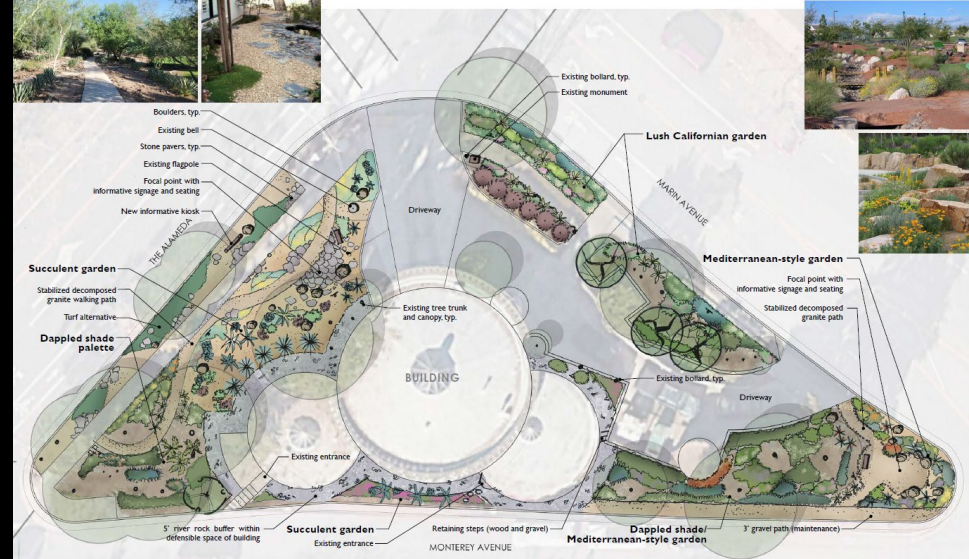 Boulders, typ.
Existing bell
Stone pavers, typ.
Existing flagpole
Focal point with
informative signage and seating
New informative kiosk
THE ALAMEDA
Succulent garden
Stabilized decomposed
granite walking path
Turf alternative
Dappled shade
palette
Driveway
Existing bollard, typ.
Existing monument
Lush Californian garden
MARIN AVENUE
Mediterranean-style garden
Focal point with
informative signage and seating
Stabilized decomposed
granite path
Existing tree trunk
and canopy, typ.
BUILDING
Existing bollard, typ.
Driveway
Existing entrance
5' river rock buffer within
defensible space of building
Succulent garden
Existing entrance
Retaining steps (wood and gravel)
Dappled shade/
Mediterranean-style garden
3' gravel path (maintenance)
MONTEREY AVENUE